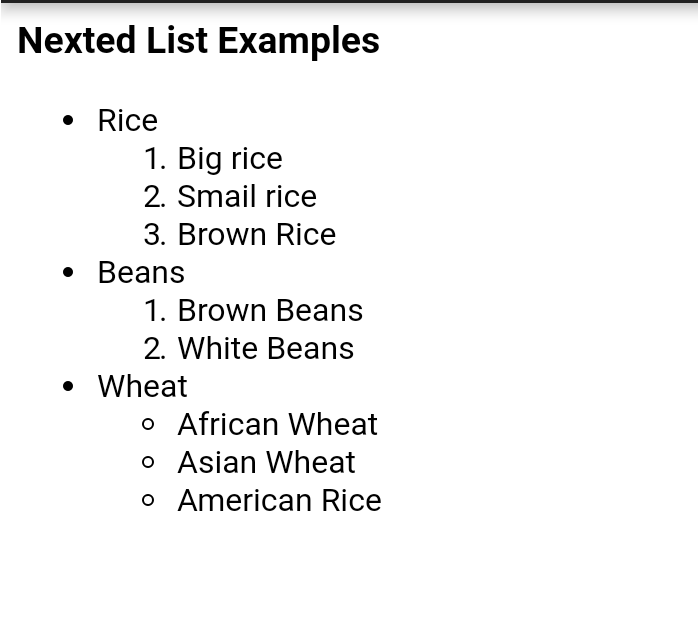 Nexted List Examples
• Rice
1. Big rice
2. Smail rice
3. Brown Rice
• Beans
1. Brown Beans
2. White Beans
• Wheat
○ African Wheat
○ Asian Wheat
○ American Rice